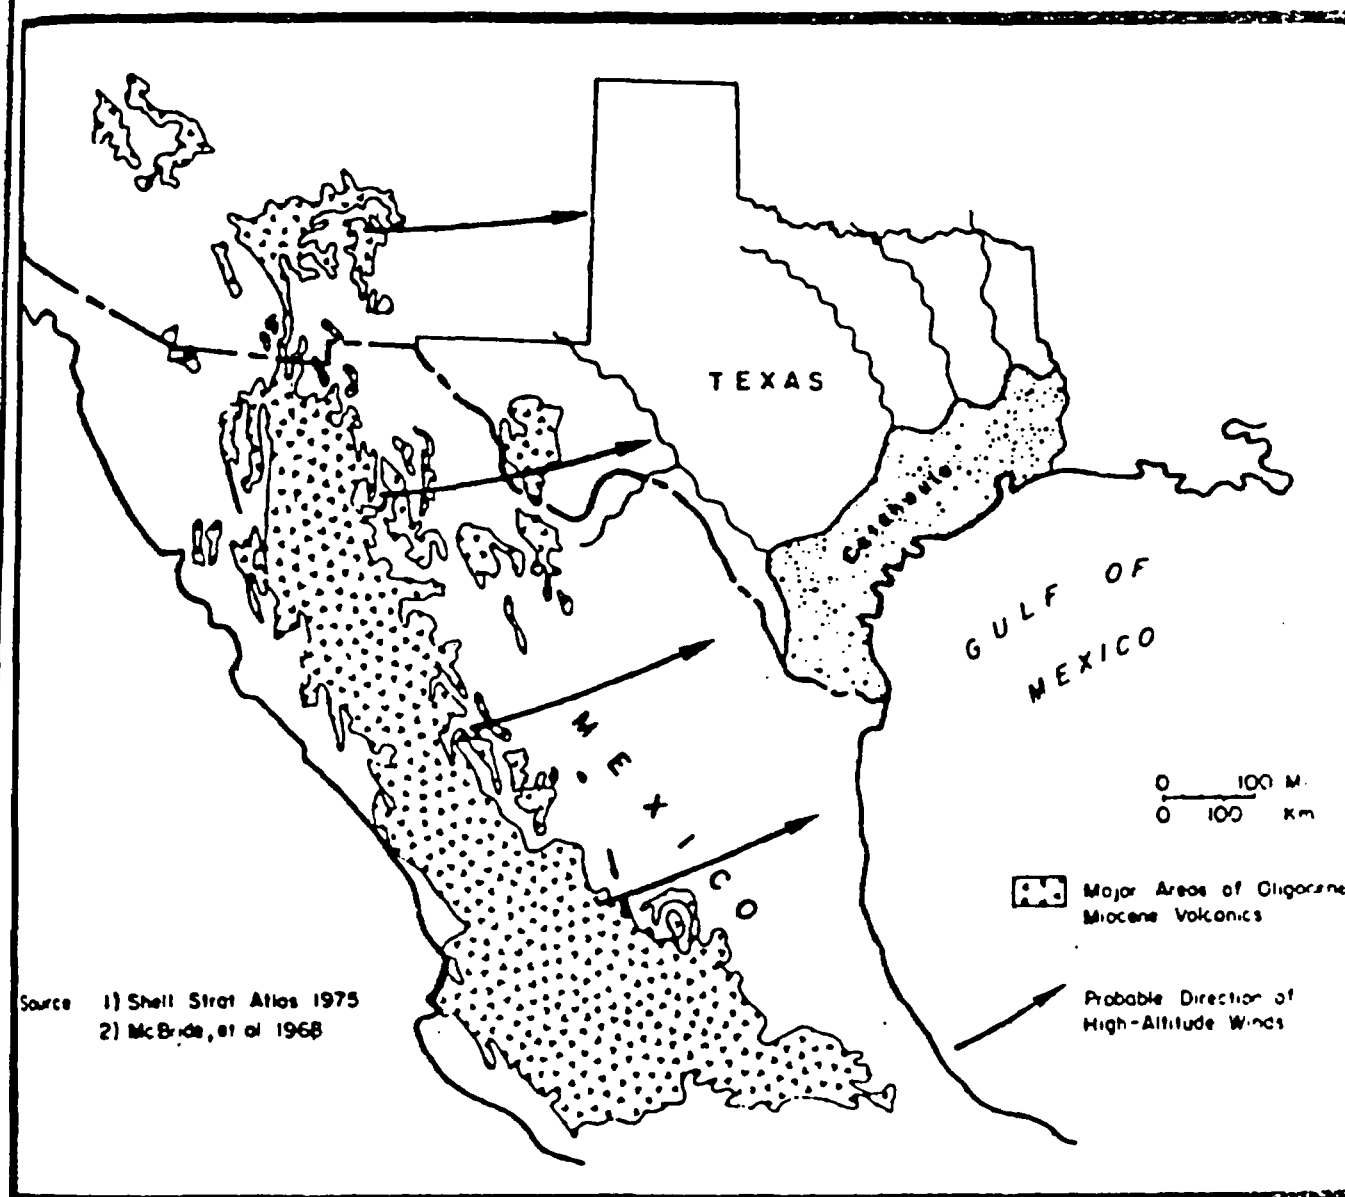 TEXAS
Catahoula
GULF OF
MEXICO
MEXICO
0 100 M.
0 100 Km
Major Areas of Oligocene
Miocene Volcanics
Probable Direction of
High-Altitude Winds
Source 1) Shell Strat Atlas 1975
2) McBride, et al 1968